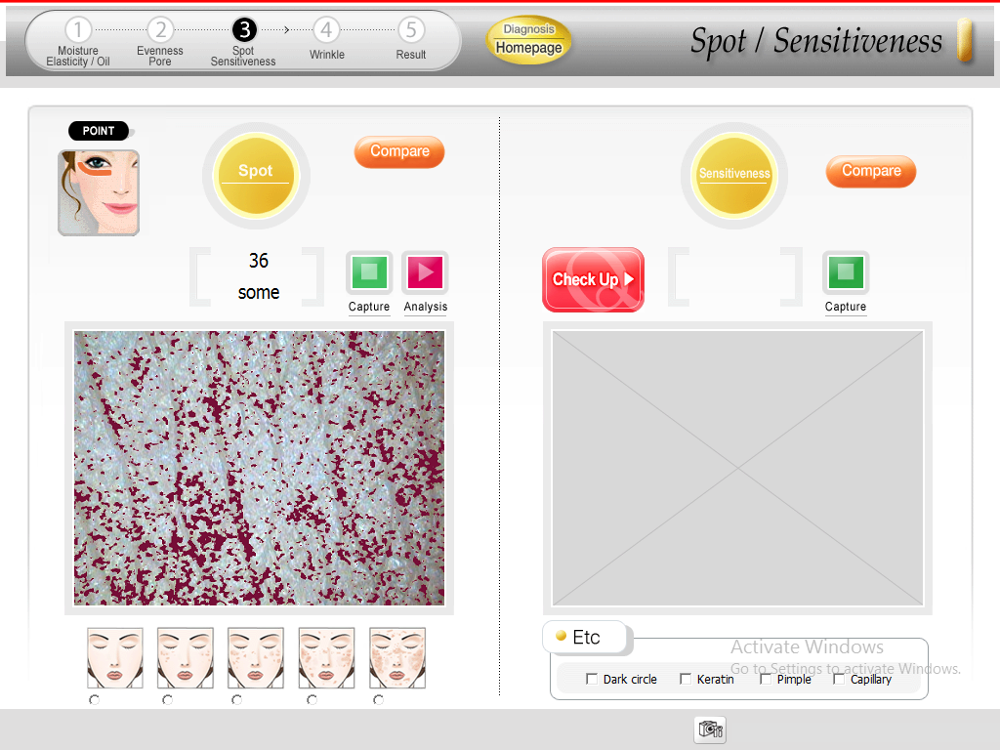 1
2
3
4
5
Moisture
Elasticity / Oil
Evenness
Pore
Spot
Sensitiveness
Wrinkle
Result
Diagnosis
Homepage
Spot / Sensitiveness
POINT
Spot
Compare
36
some
Capture
Analysis
Sensitiveness
Compare
Check Up
Capture
Etc
Dark circle
Keratin
Pimple
Capillary
Activate Windows
Go to Settings to activate Windows.